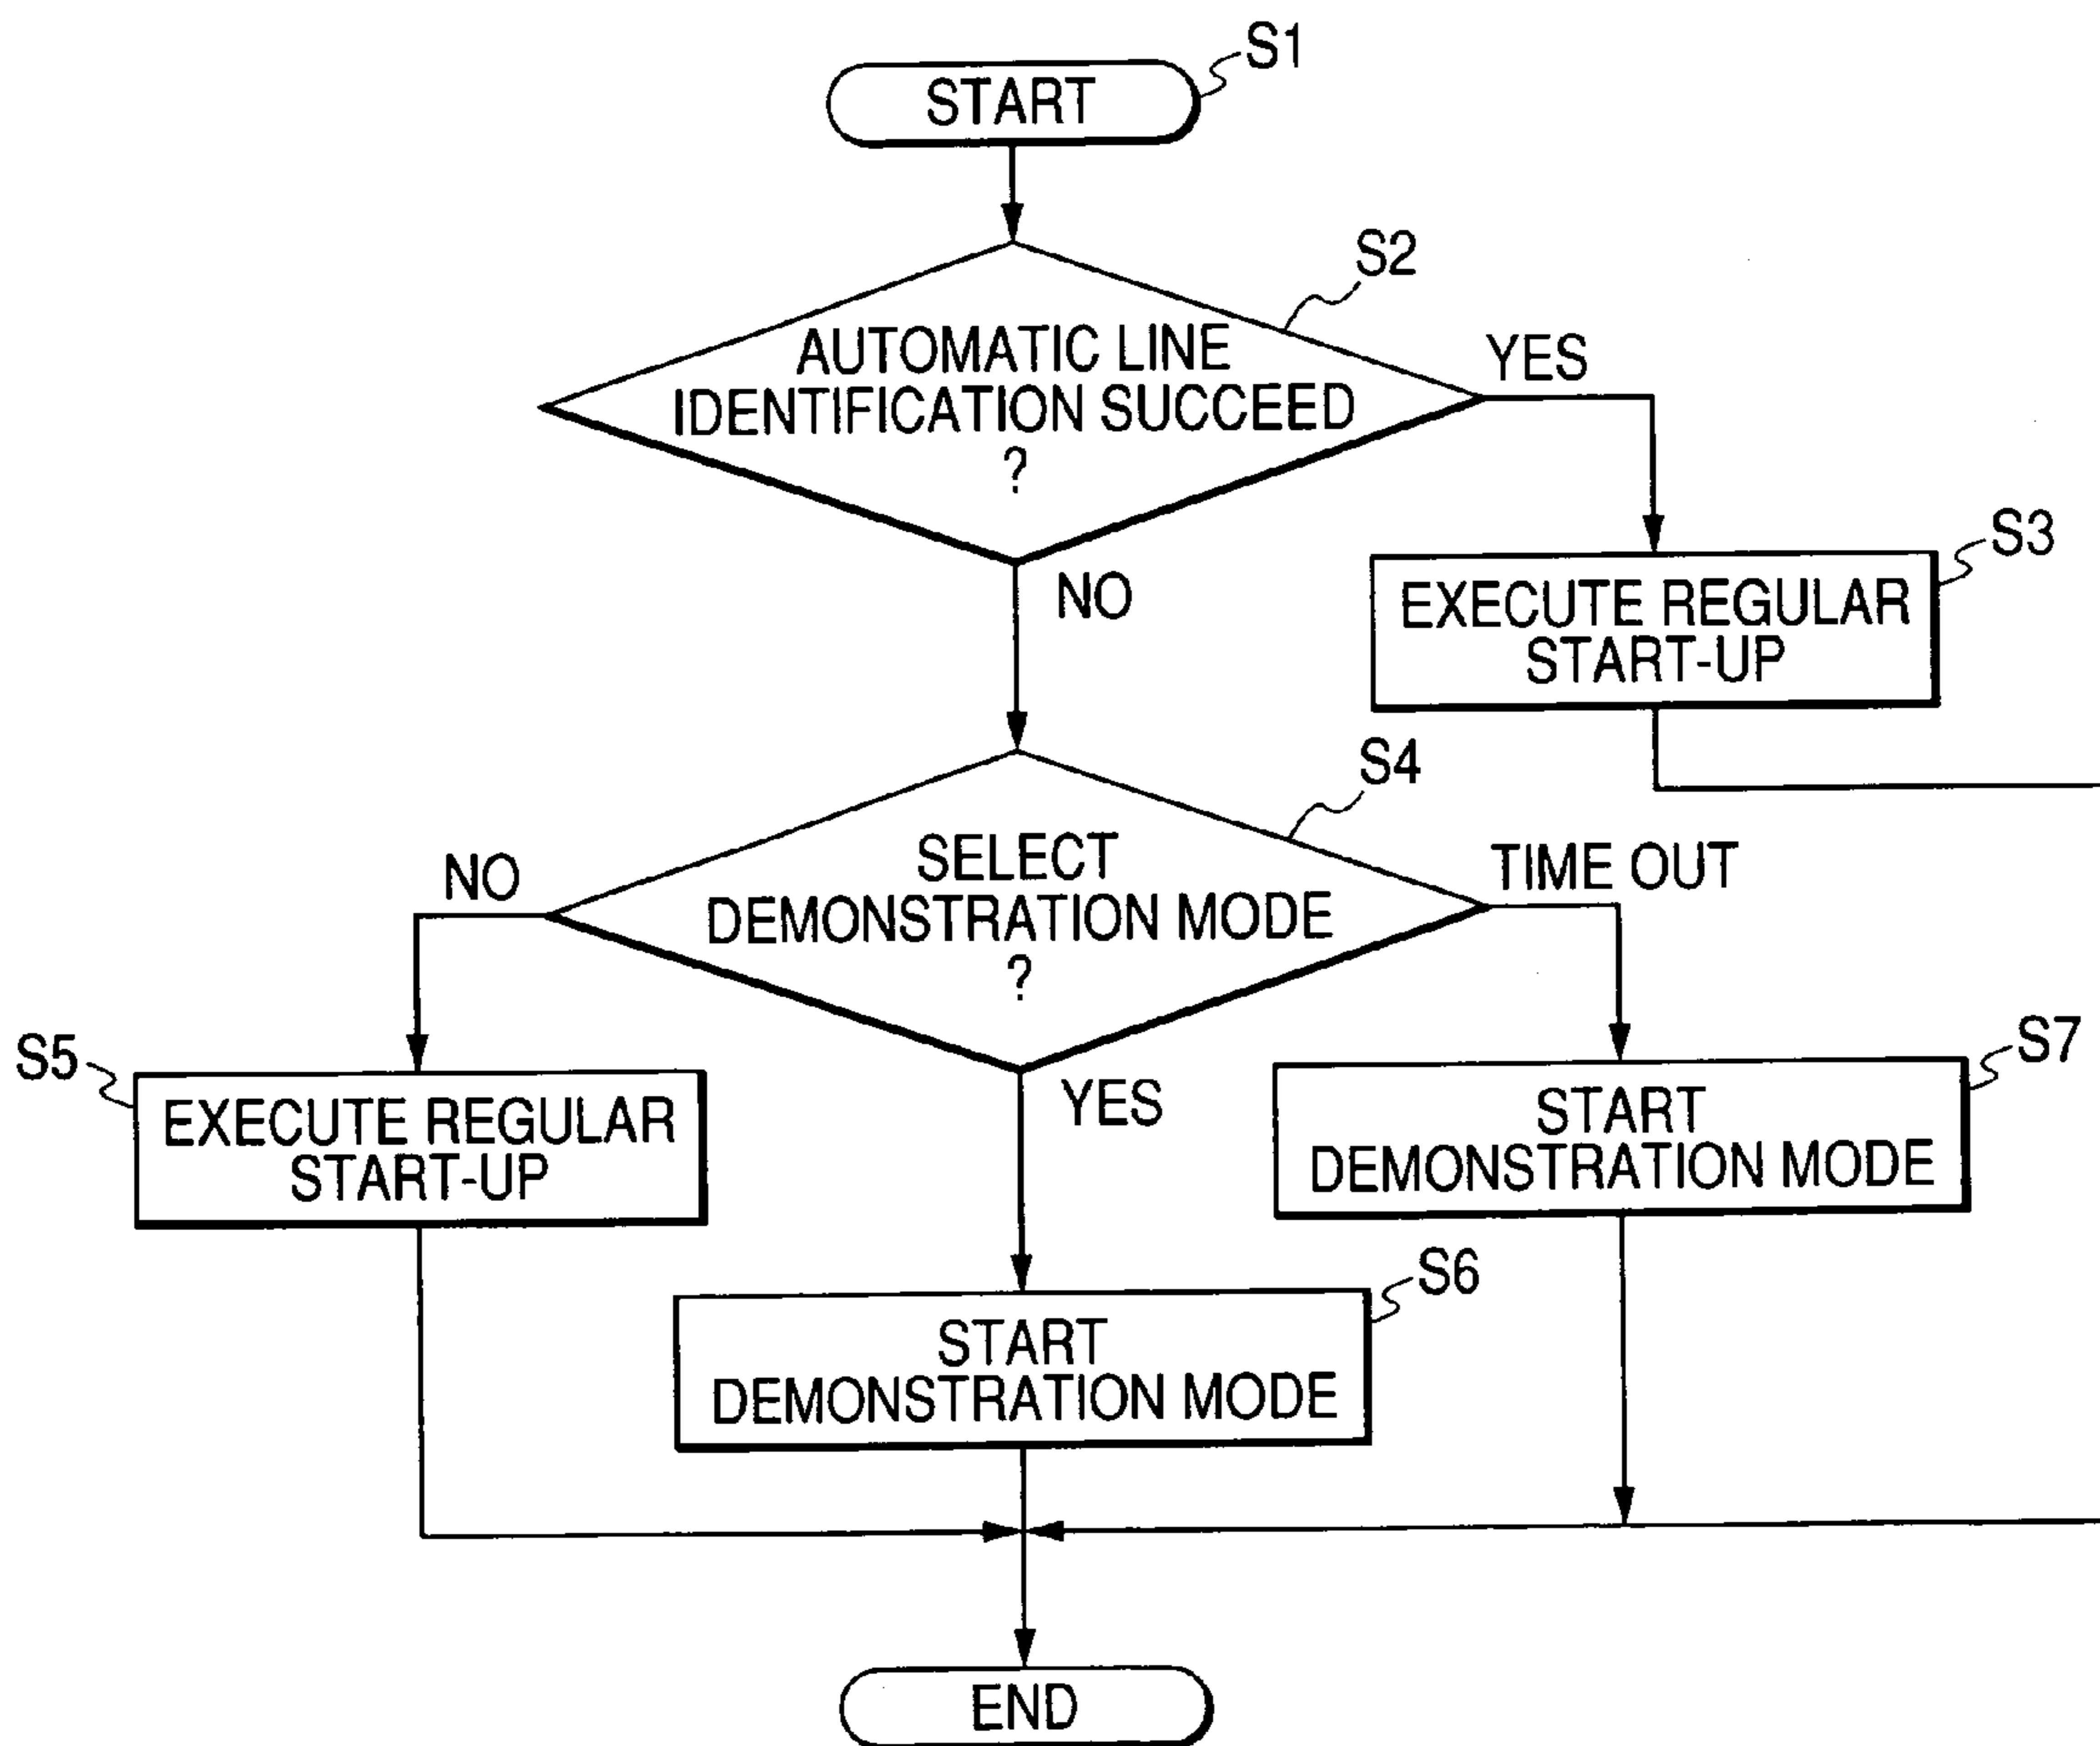 START
S1
S2
AUTOMATIC LINE
IDENTIFICATION SUCCEED
?
YES
NO
S3
EXECUTE REGULAR
START-UP
S4
SELECT
DEMONSTRATION MODE
?
NO
TIME OUT
YES
S5
EXECUTE REGULAR
START-UP
S7
START
DEMONSTRATION MODE
S6
START
DEMONSTRATION MODE
END